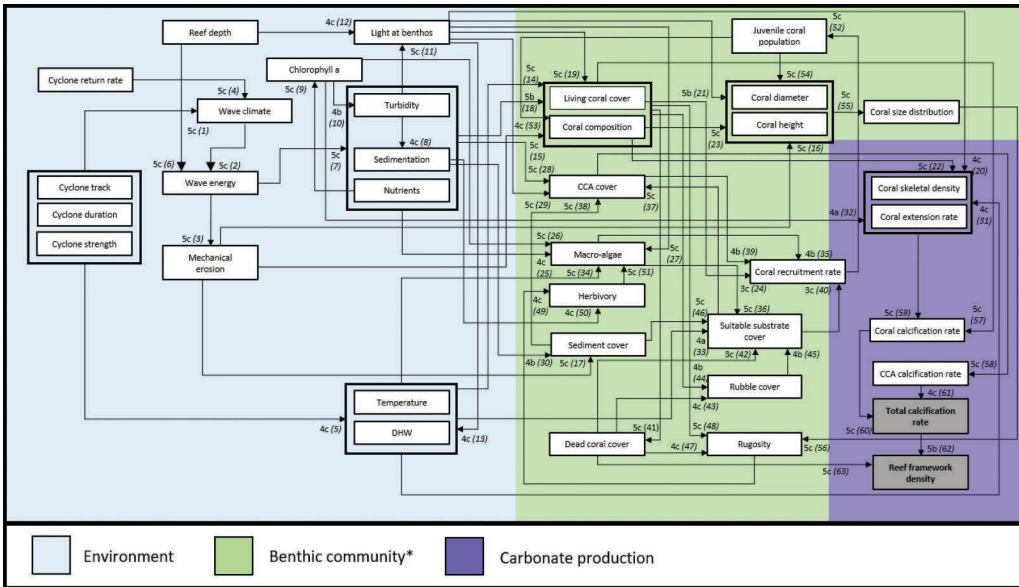 Reef depth
4c (12)
Light at benthos
5c (11)
Juvenile coral
population
5c
(52)
Cyclone return rate
5c (4)
Chlorophyll a
5c (9)
5c
(14)
5c (19)
5c (54)
Wave climate
5c (1)
4b
(10)
Turbidity
5b
(18)
Living coral cover
5b (21)
Coral diameter
5c
(55)
Coral size distribution
4c (53)
Coral composition
Coral height
5c
(23)
4c (8)
5c
(7)
Sedimentation
5c
(15)
5c (16)
5c (6)
5c (2)
5c (28)
5c (22)
4c
(20)
Cyclone track
Wave energy
Nutrients
CCA cover
Coral skeletal density
Cyclone duration
5c (29)
5c (38)
5c
(37)
4a (32)
Coral extension rate
4c
(31)
Cyclone strength
5c (3)
5c (26)
Mechanical
erosion
Macro-algae
5c
(27)
4b (39)
4b (35)
4c
(25)
5c (34)
5c (51)
Coral recruitment rate
3c (24)
3c (40)
4c
(49)
Herbivory
4c (50)
5c
(46)
5c (36)
5c
(59)
5c
(57)
Suitable substrate
cover
Coral calcification rate
4a
(33)
Sediment cover
4b (30)
5c (17)
3c (42)
4b (45)
5c (58)
CCA calcification rate
4b
(44)
Rubble cover
4c (61)
Temperature
4c (43)
Total calcification
rate
4c (5)
DHW
4c (13)
5c (41)
5c (48)
5c (60)
Dead coral cover
4c (47)
Rugosity
5c (56)
5b (62)
5c (63)
Reef framework
density
Environment
Benthic community*
Carbonate production